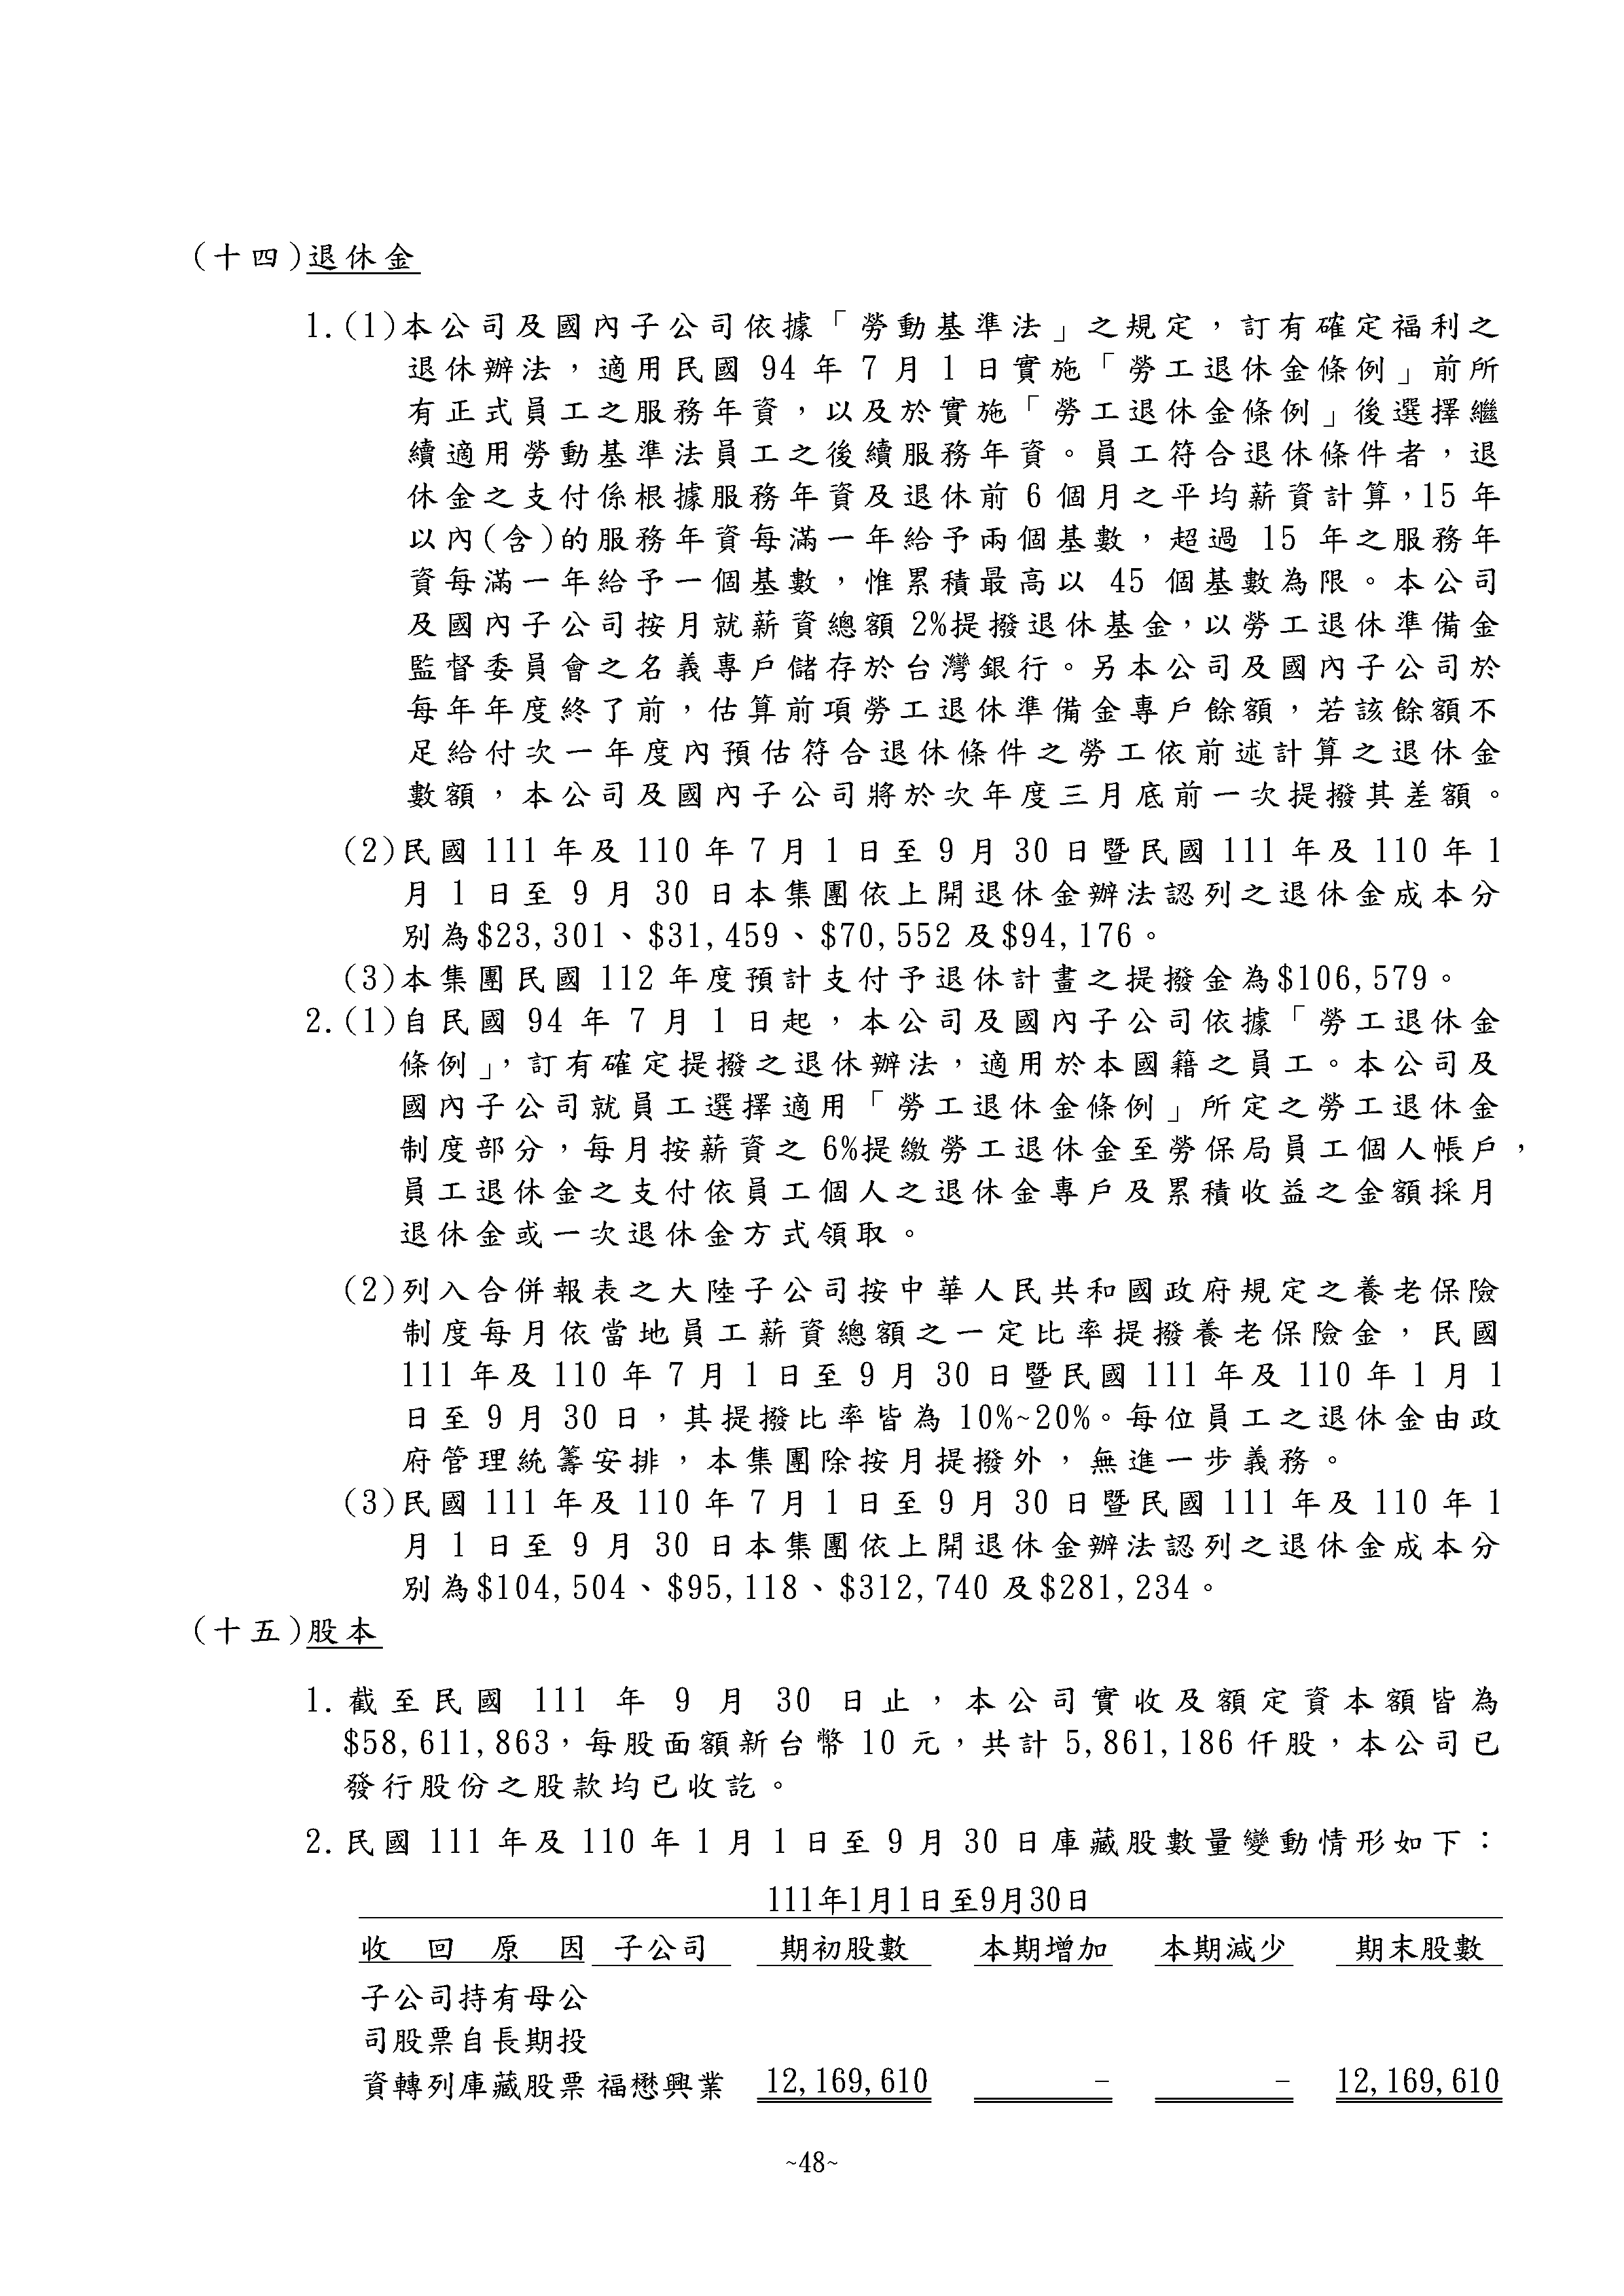 (十四)退休金
1.(1)本公司及國內子公司依據「勞動基準法」之規定，訂有確定福利之
退休辦法，適用民國 94 年 7 月 1 日實施「勞工退休金條例」前所
有正式員工之服務年資，以及於實施「勞工退休金條例」後選擇繼
續適用勞動基準法員工之後續服務年資。員工符合退休條件者，退
休金之支付係根據服務年資及退休前 6 個月之平均薪資計算，15 年
以內(含)的服務年資每滿一年給予兩個基數，超過 15 年之服務年
資每滿一年給予一個基數，惟累積最高以 45 個基數為限。本公司
及國內子公司按月就薪資總額 2%提撥退休基金，以勞工退休準備金
監督委員會之名義專戶儲存於台灣銀行。另本公司及國內子公司於
每年年度終了前，估算前項勞工退休準備金專戶餘額，若該餘額不
足給付次一年度內預估符合退休條件之勞工依前述計算之退休金
數額，本公司及國內子公司將於次年度三月底前一次提撥其差額。
(2)民國 111 年及 110 年 7 月 1 日至 9 月 30 日暨民國 111 年及 110 年 1
月 1 日至 9 月 30 日本集團依上開退休金辦法認列之退休金成本分
別為$23,301、$31,459、$70,552 及$94,176。
(3)本集團民國 112 年度預計支付予退休計畫之提撥金為$106,579。
2.(1)自民國 94 年 7 月 1 日起，本公司及國內子公司依據「勞工退休金
條例」，訂有確定提撥之退休辦法，適用於本國籍之員工。本公司及
國內子公司就員工選擇適用「勞工退休金條例」所定之勞工退休金
制度部分，每月按薪資之 6%提繳勞工退休金至勞保局員工個人帳戶，
員工退休金之支付依員工個人之退休金專戶及累積收益之金額採月
退休金或一次退休金方式領取。
(2)列入合併報表之大陸子公司按中華人民共和國政府規定之養老保險
制度每月依當地員工薪資總額之一定比率提撥養老保險金，民國
111 年及 110 年 7 月 1 日至 9 月 30 日暨民國 111 年及 110 年 1 月 1
日至 9 月 30 日，其提撥比率皆為 10%~20%。每位員工之退休金由政
府管理統籌安排，本集團除按月提撥外，無進一步義務。
(3)民國 111 年及 110 年 7 月 1 日至 9 月 30 日暨民國 111 年及 110 年 1
月 1 日至 9 月 30 日本集團依上開退休金辦法認列之退休金成本分
別為$104,504、$95,118、$312,740 及$281,234。
(十五)股本
1.截至民國 111 年 9 月 30 日止，本公司實收及額定資本額皆為
$58,611,863，每股面額新台幣 10 元，共計 5,861,186 仟股，本公司已
發行股份之股款均已收訖。
2.民國 111 年及 110 年 1 月 1 日至 9 月 30 日庫藏股數量變動情形如下：
111年1月1日至9月30日
收回原因 子公司 期初股數 本期增加 本期減少 期末股數
子公司持有母公
司股票自長期投
資轉列庫藏股票 福懋興業 12,169,610 - - 12,169,610
~48~